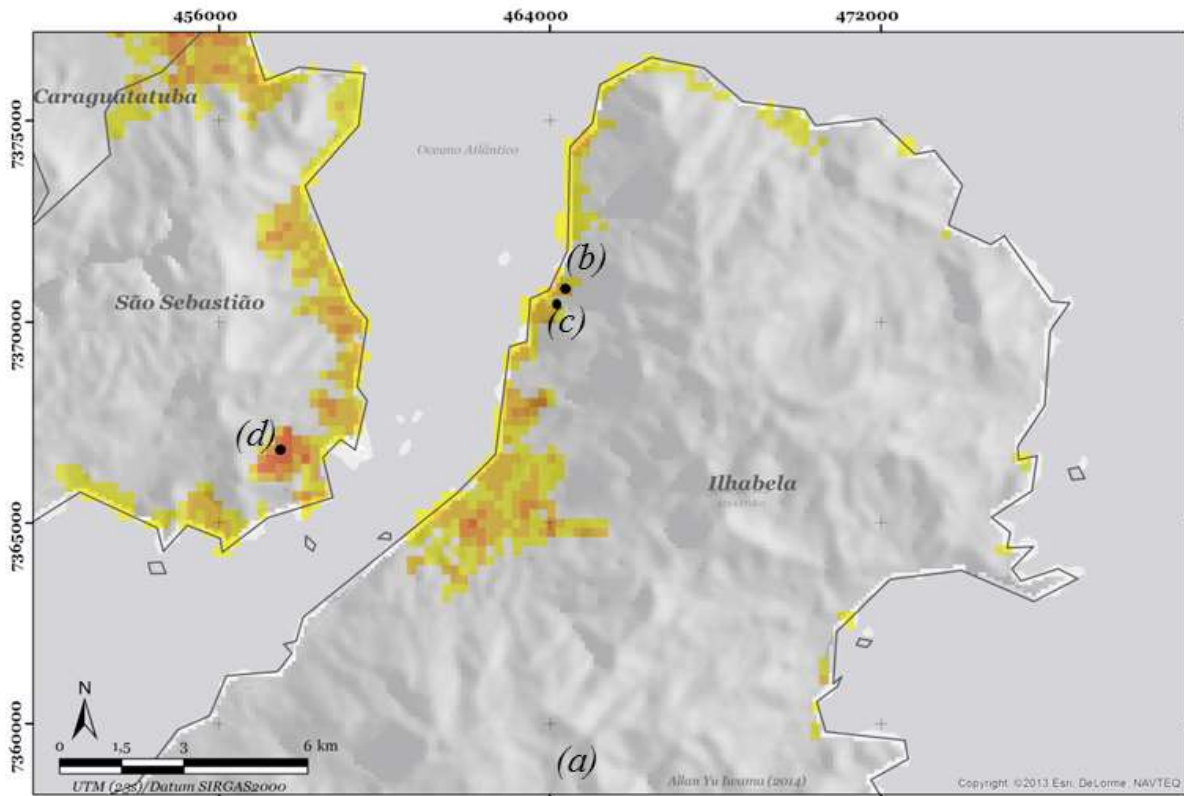 456000 464000 472000
Caraguatatuba
7375000
Oceano Atlântico
(b)
São Sebastião
(c)
7370000
(d)
Ilhabela
7365000
N
7360000
0 1,5 3 6 km
(a)
UTM (23s)/Datum SIRGAS2000
Allan Yu Iwama (2014)
Copyright: ©2013 Esri, DeLorme, NAVTEQ